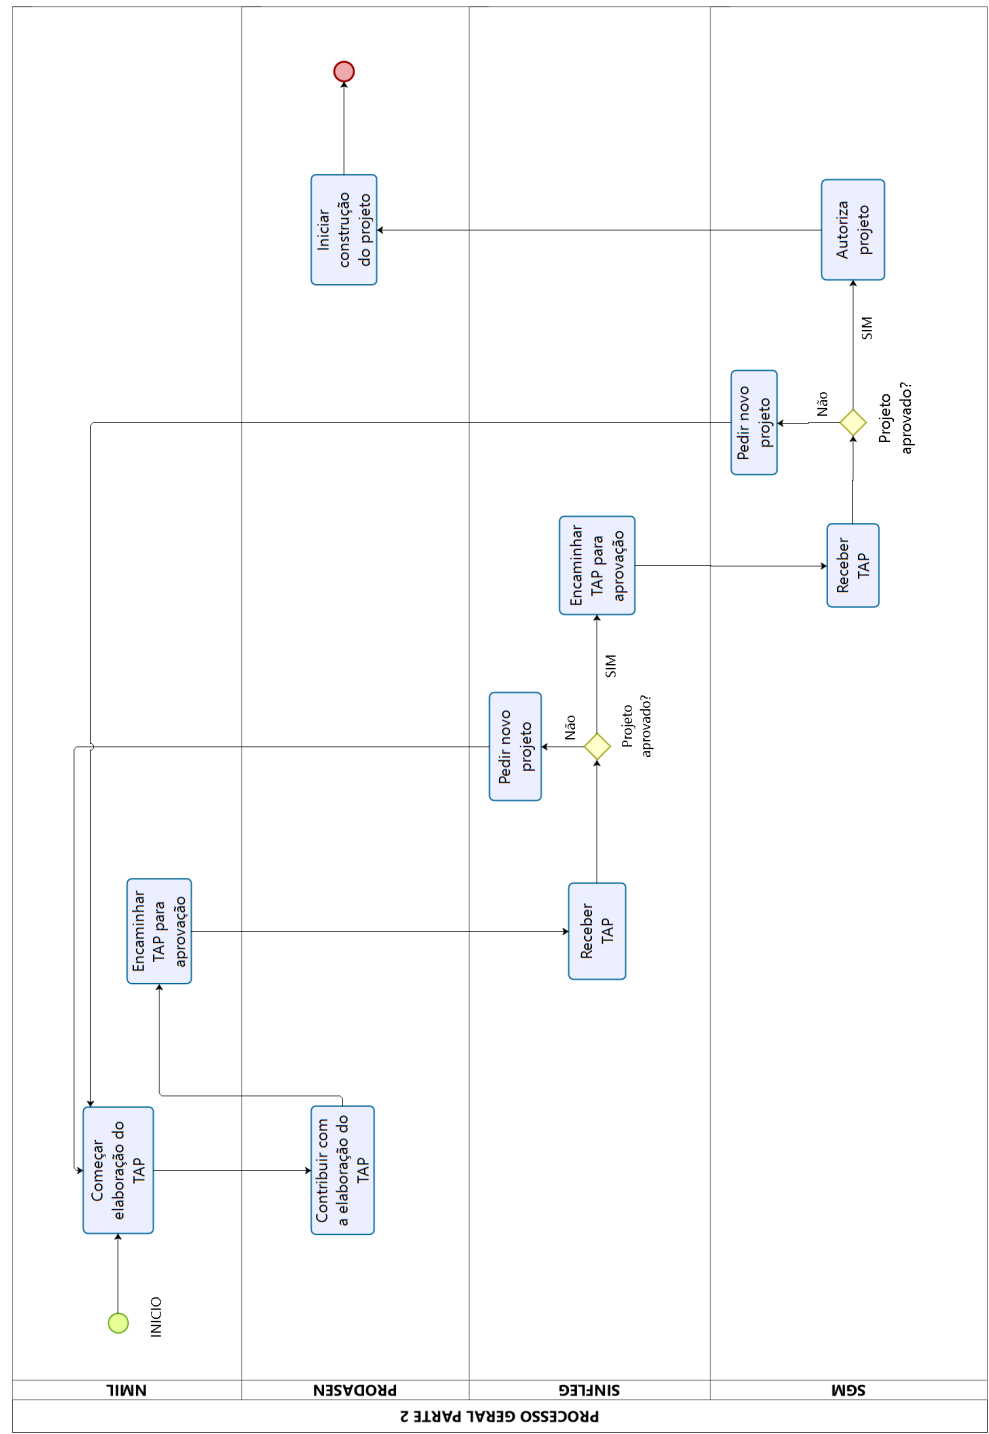 PROCESSO GERAL PARTE 2
NMIL
INICIO
Começar
elaboração do
TAP
Encaminhar
TAP para
aprovação
PRODASEN
Contribuir com
a elaboração do
TAP
Iniciar
construção
do projeto
SINFLEG
Receber
TAP
Projeto
aprovado?
Não
Pedir novo
projeto
SIM
Encaminhar
TAP para
aprovação
SGM
Receber
TAP
Projeto
aprovado?
Não
Pedir novo
projeto
SIM
Autoriza
projeto